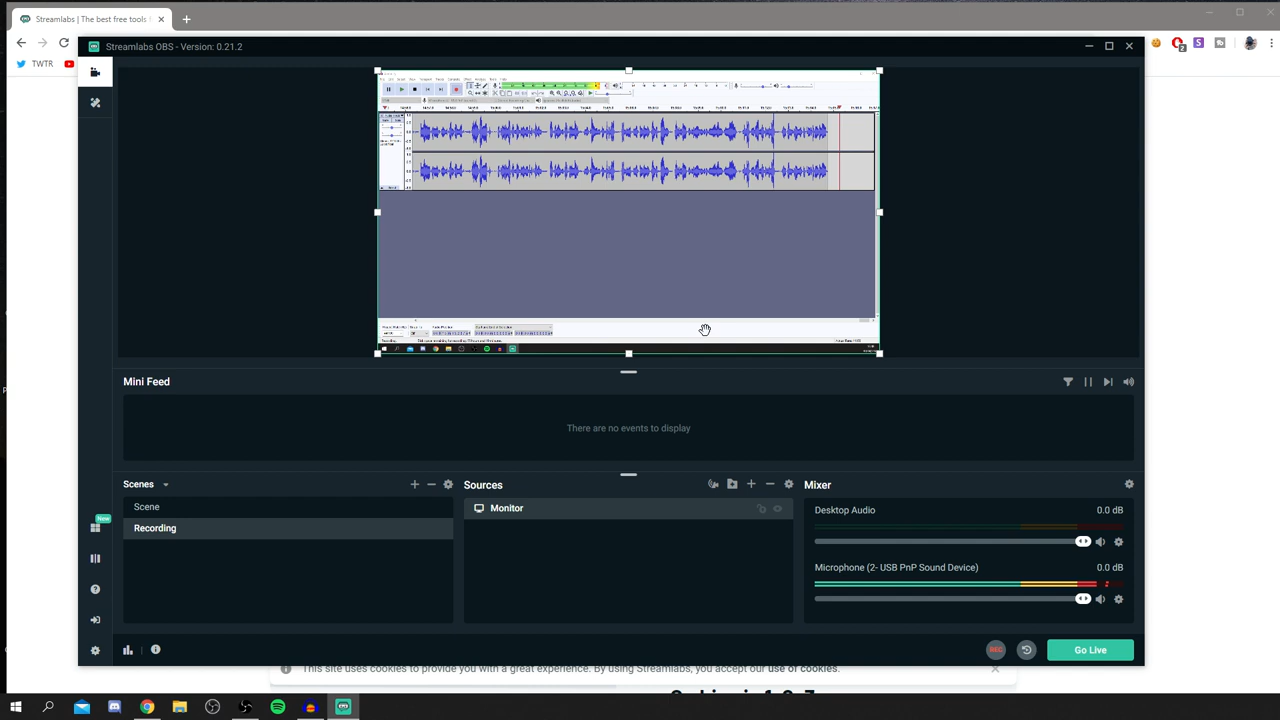 Streamlabs | The best free tools
Streamlabs OBS - Version: 0.21.2
TWTR
Mini Feed
There are no events to display
Scenes
Scene
Recording
Sources
Monitor
Mixer
Desktop Audio
0.0 dB
Microphone (2- USB PnP Sound Device)
0.0 dB
REC
Go Live
New
This site uses cookies to provide you with a great experience. By using Streamlabs, you accept our use of cookies.